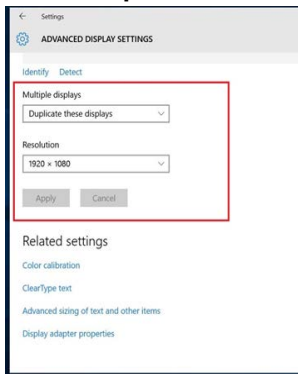 Settings
ADVANCED DISPLAY SETTINGS
Identify Detect
Multiple displays
Duplicate these displays
Resolution
1920 × 1080
Apply Cancel
Related settings
Color calibration
ClearType text
Advanced sizing of text and other items
Display adapter properties